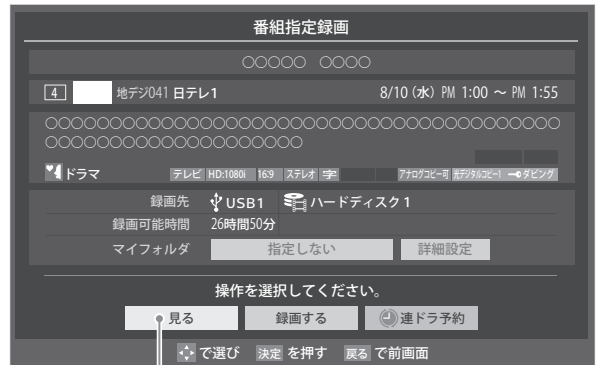 番組指定録画
○○○○○ ○○○○
4 地デジ041 日テレ1 8/10 (水) PM 1:00 ～ PM 1:55
○○○○○○○○○○○○○○○○○○○○○○○○○○○○○○○○○○○○○○○○
○○○○○○○○○○○○○○○○○○○○
ドラマ テレビ HD:1080i 16:9 ステレオ 字 アナログコピー可 光デジタルコピー1 ダビング
録画先 USB1 ハードディスク1
録画可能時間 26時間50分
マイフォルダ 指定しない 詳細設定
操作を選択してください。
見る 録画する 連ドラ予約
で選び 決定 を押す 戻る で前画面